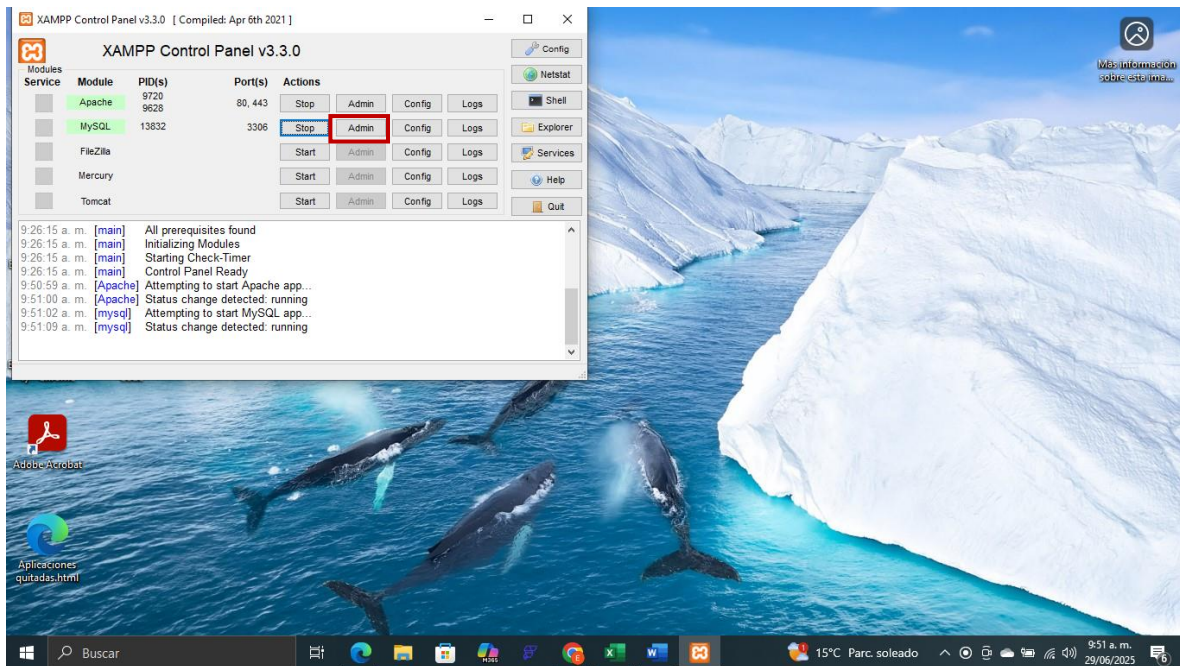 XAMPP Control Panel v3.3.0 [ Compiled: Apr 6th 2021 ]
XAMPP Control Panel v3.3.0
Config
Modules
Service Module PID(s) Port(s) Actions
Netstat
Apache 9720 9628 80, 443 Stop Admin Config Logs
Shell
MySQL 13832 3306 Stop Admin Config Logs
Explorer
FileZilla Start Admin Config Logs
Services
Mercury Start Admin Config Logs
Help
Tomcat Start Admin Config Logs
Quit
9:26:15 a. m. [main] All prerequisites found
9:26:15 a. m. [main] Initializing Modules
9:26:15 a. m. [main] Starting Check-Timer
9:26:15 a. m. [main] Control Panel Ready
9:50:59 a. m. [Apache] Attempting to start Apache app...
9:51:00 a. m. [Apache] Status change detected: running
9:51:02 a. m. [mysql] Attempting to start MySQL app...
9:51:09 a. m. [mysql] Status change detected: running
Más información
sobre esta ima...
Adobe Acrobat
Aplicaciones
quitadas.html
Buscar
M365
15°C Parc. soleado
9:51 a. m.
29/06/2025
6